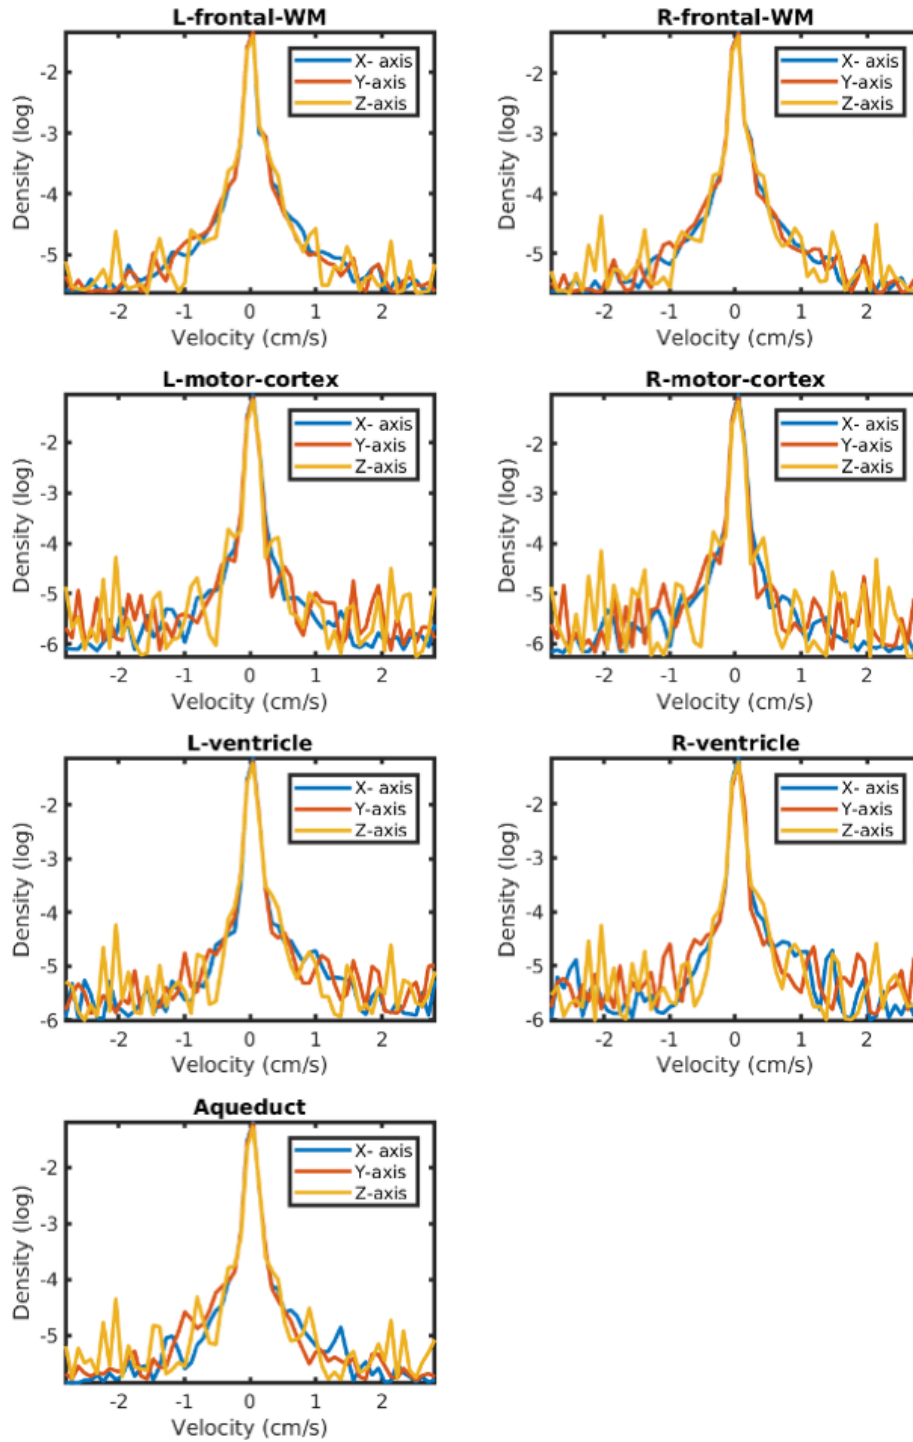 L-frontal-WM
Density (log)
-2
-3
-4
-5
X- axis
Y-axis
Z-axis
-2 -1 0 1 2
Velocity (cm/s)
R-frontal-WM
Density (log)
-2
-3
-4
-5
X- axis
Y-axis
Z-axis
-2 -1 0 1 2
Velocity (cm/s)
L-motor-cortex
Density (log)
-2
-3
-4
-5
-6
X- axis
Y-axis
Z-axis
-2 -1 0 1 2
Velocity (cm/s)
R-motor-cortex
Density (log)
-2
-3
-4
-5
-6
X- axis
Y-axis
Z-axis
-2 -1 0 1 2
Velocity (cm/s)
L-ventricle
Density (log)
-2
-3
-4
-5
-6
X- axis
Y-axis
Z-axis
-2 -1 0 1 2
Velocity (cm/s)
R-ventricle
Density (log)
-2
-3
-4
-5
-6
X- axis
Y-axis
Z-axis
-2 -1 0 1 2
Velocity (cm/s)
Aqueduct
Density (log)
-2
-3
-4
-5
X- axis
Y-axis
Z-axis
-2 -1 0 1 2
Velocity (cm/s)